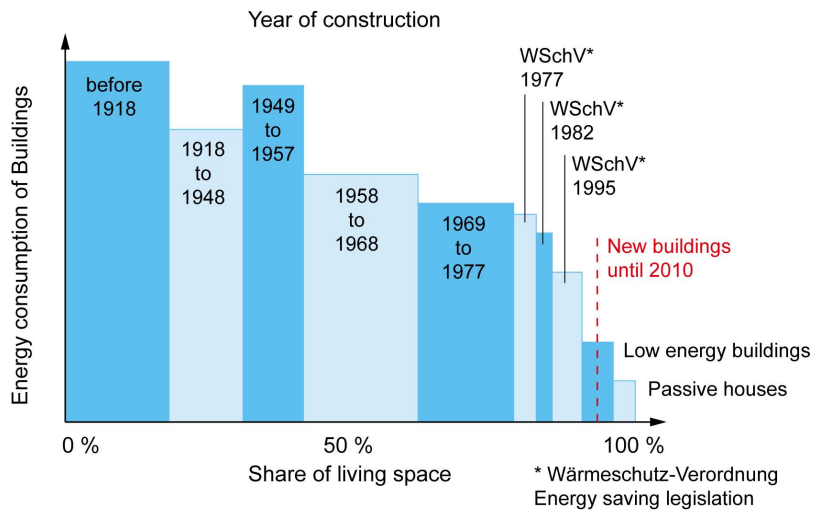 Year of construction
Energy consumption of Buildings
before
1918
1918
to
1948
1949
to
1957
1958
to
1968
1969
to
1977
WSchV*
1977
WSchV*
1982
WSchV*
1995
New buildings
until 2010
Low energy buildings
Passive houses
0 %
50 %
100 %
Share of living space
* Wärmeschutz-Verordnung
Energy saving legislation